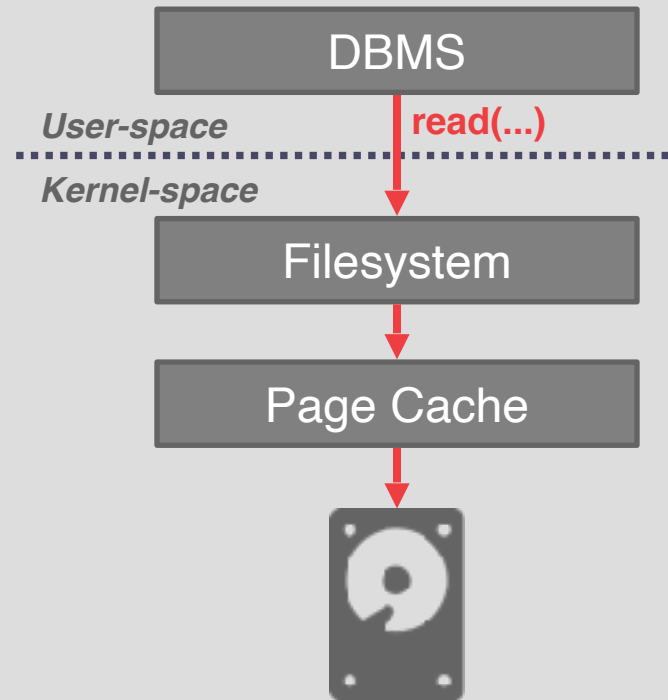 DBMS
User-space
read(...)
Kernel-space
Filesystem
Page Cache